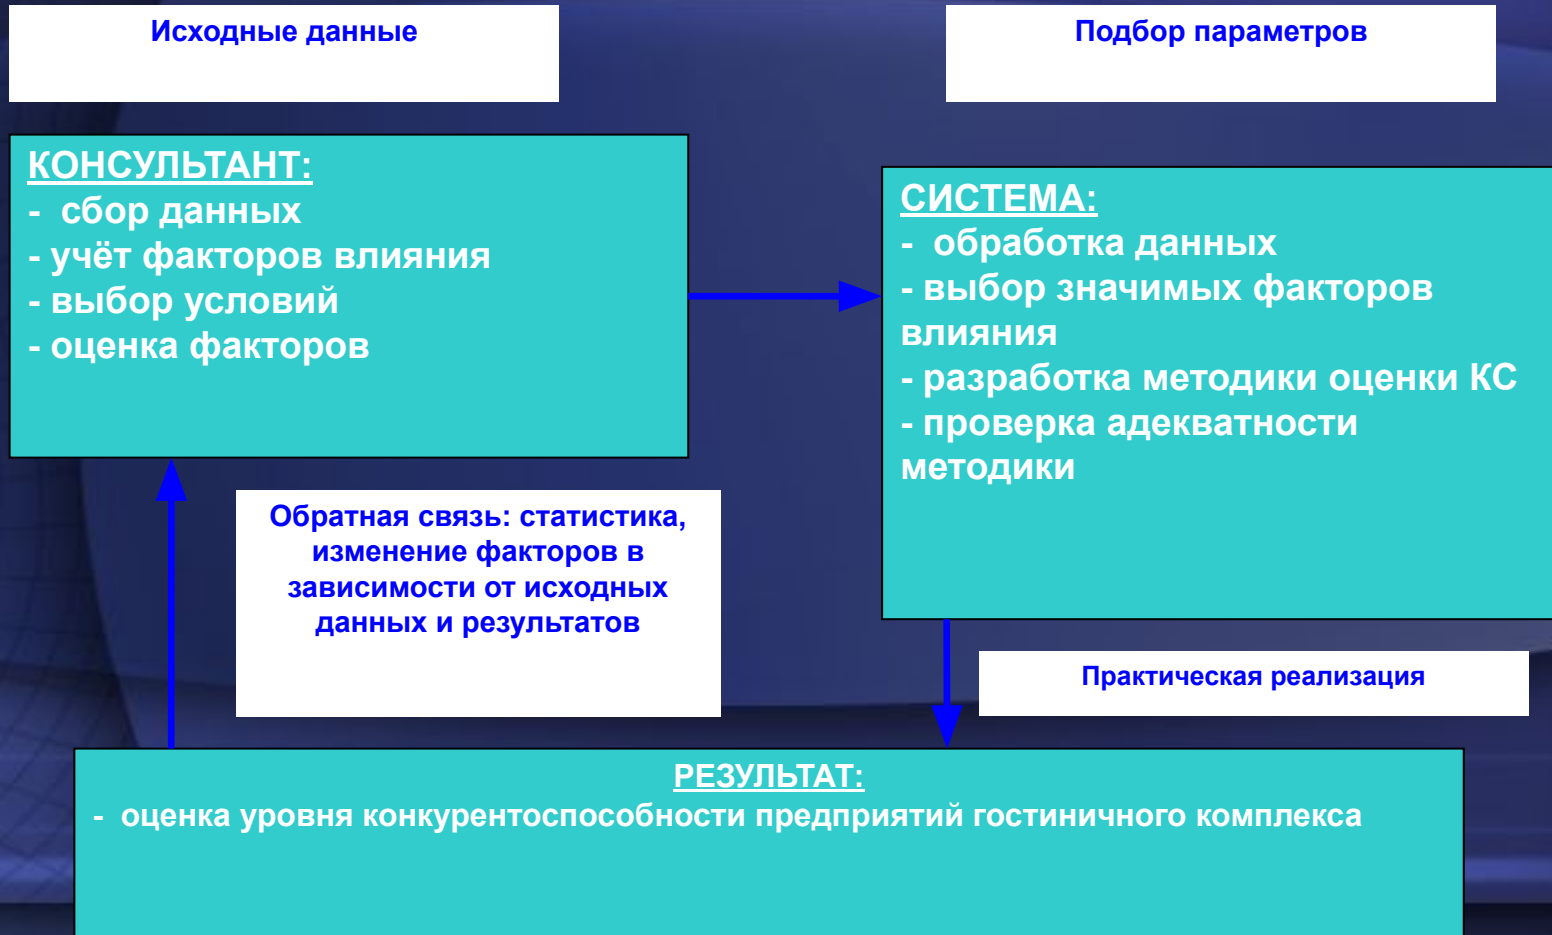 Исходные данные
Подбор параметров
КОНСУЛЬТАНТ:
- сбор данных
- учёт факторов влияния
- выбор условий
- оценка факторов
СИСТЕМА:
- обработка данных
- выбор значимых факторов
влияния
- разработка методики оценки КС
- проверка адекватности
методики
Обратная связь: статистика,
изменение факторов в
зависимости от исходных
данных и результатов
Практическая реализация
РЕЗУЛЬТАТ:
- оценка уровня конкурентоспособности предприятий гостиничного комплекса